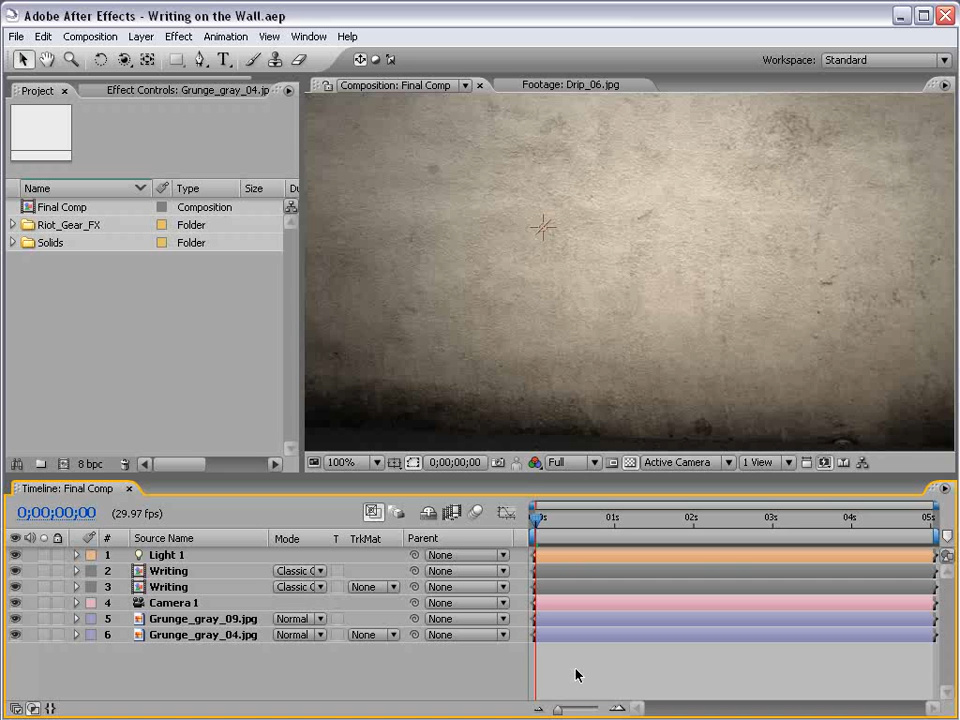 Adobe After Effects - Writing on the Wall.aep
File Edit Composition Layer Effect Animation View Window Help
Workspace: Standard
Project Effect Controls: Grunge_gray_04.jp
Composition: Final Comp Footage: Drip_06.jpg
Name Type Size Du
Final Comp Composition
Riot_Gear_FX Folder
Solids Folder
8 bpc
100% 0;00;00;00 Full Active Camera 1 View
Timeline: Final Comp
0;00;00;00 (29.97 fps)
0s 01s 02s 03s 04s 05s
# Source Name Mode T TrkMat Parent
1 Light 1 None
2 Writing Classic C None
3 Writing Classic C None None
4 Camera 1 None
5 Grunge_gray_09.jpg Normal None
6 Grunge_gray_04.jpg Normal None None